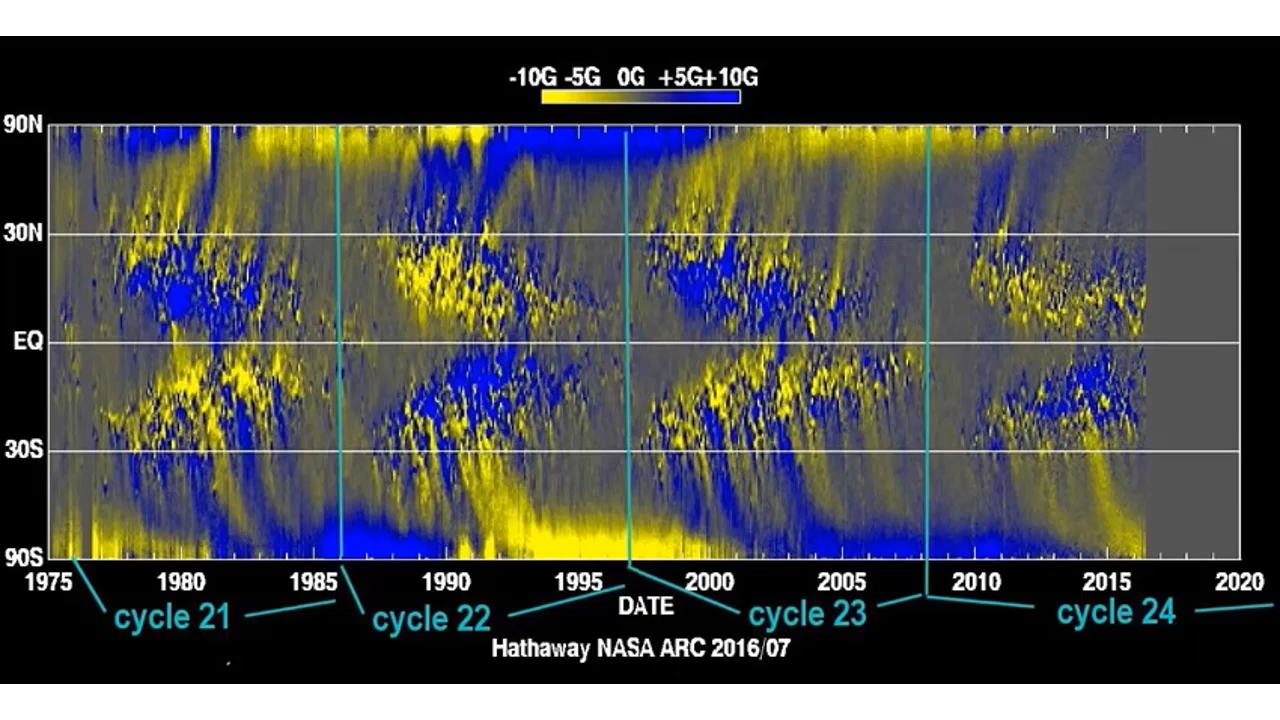 -10G -5G 0G +5G+10G
90N
30N
EQ
30S
90S
1975 1980 1985 1990 1995 2000 2005 2010 2015 2020
cycle 21 cycle 22 cycle 23 cycle 24
DATE
Hathaway NASA ARC 2016/07